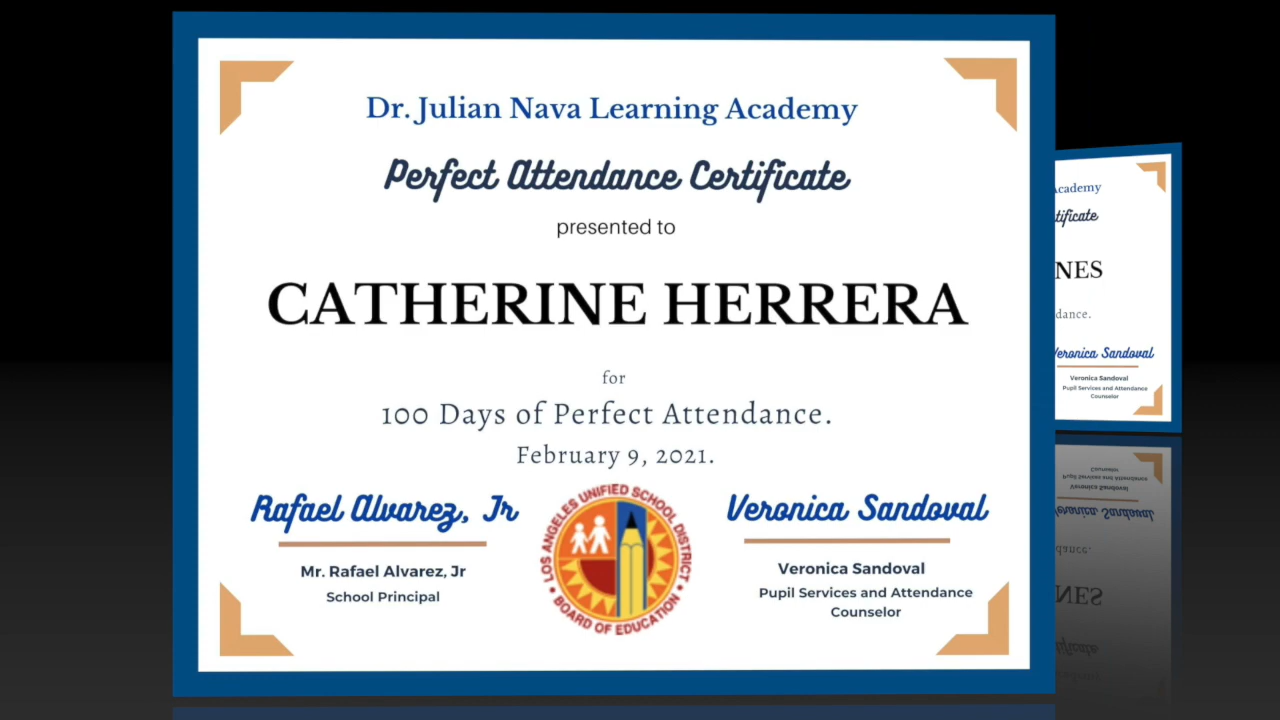 Dr. Julian Nava Learning Academy
Perfect Attendance Certificate
presented to
CATHERINE HERRERA
for
100 Days of Perfect Attendance.
February 9, 2021.
Rafael Alvarez, Jr
Mr. Rafael Alvarez, Jr
School Principal
LOS ANGELES UNIFIED SCHOOL DISTRICT
BOARD OF EDUCATION
Veronica Sandoval
Veronica Sandoval
Pupil Services and Attendance
Counselor
Academy
tificate
NES
dance.
Veronica Sandoval
Veronica Sandoval
Pupil Services and Attendance
Counselor